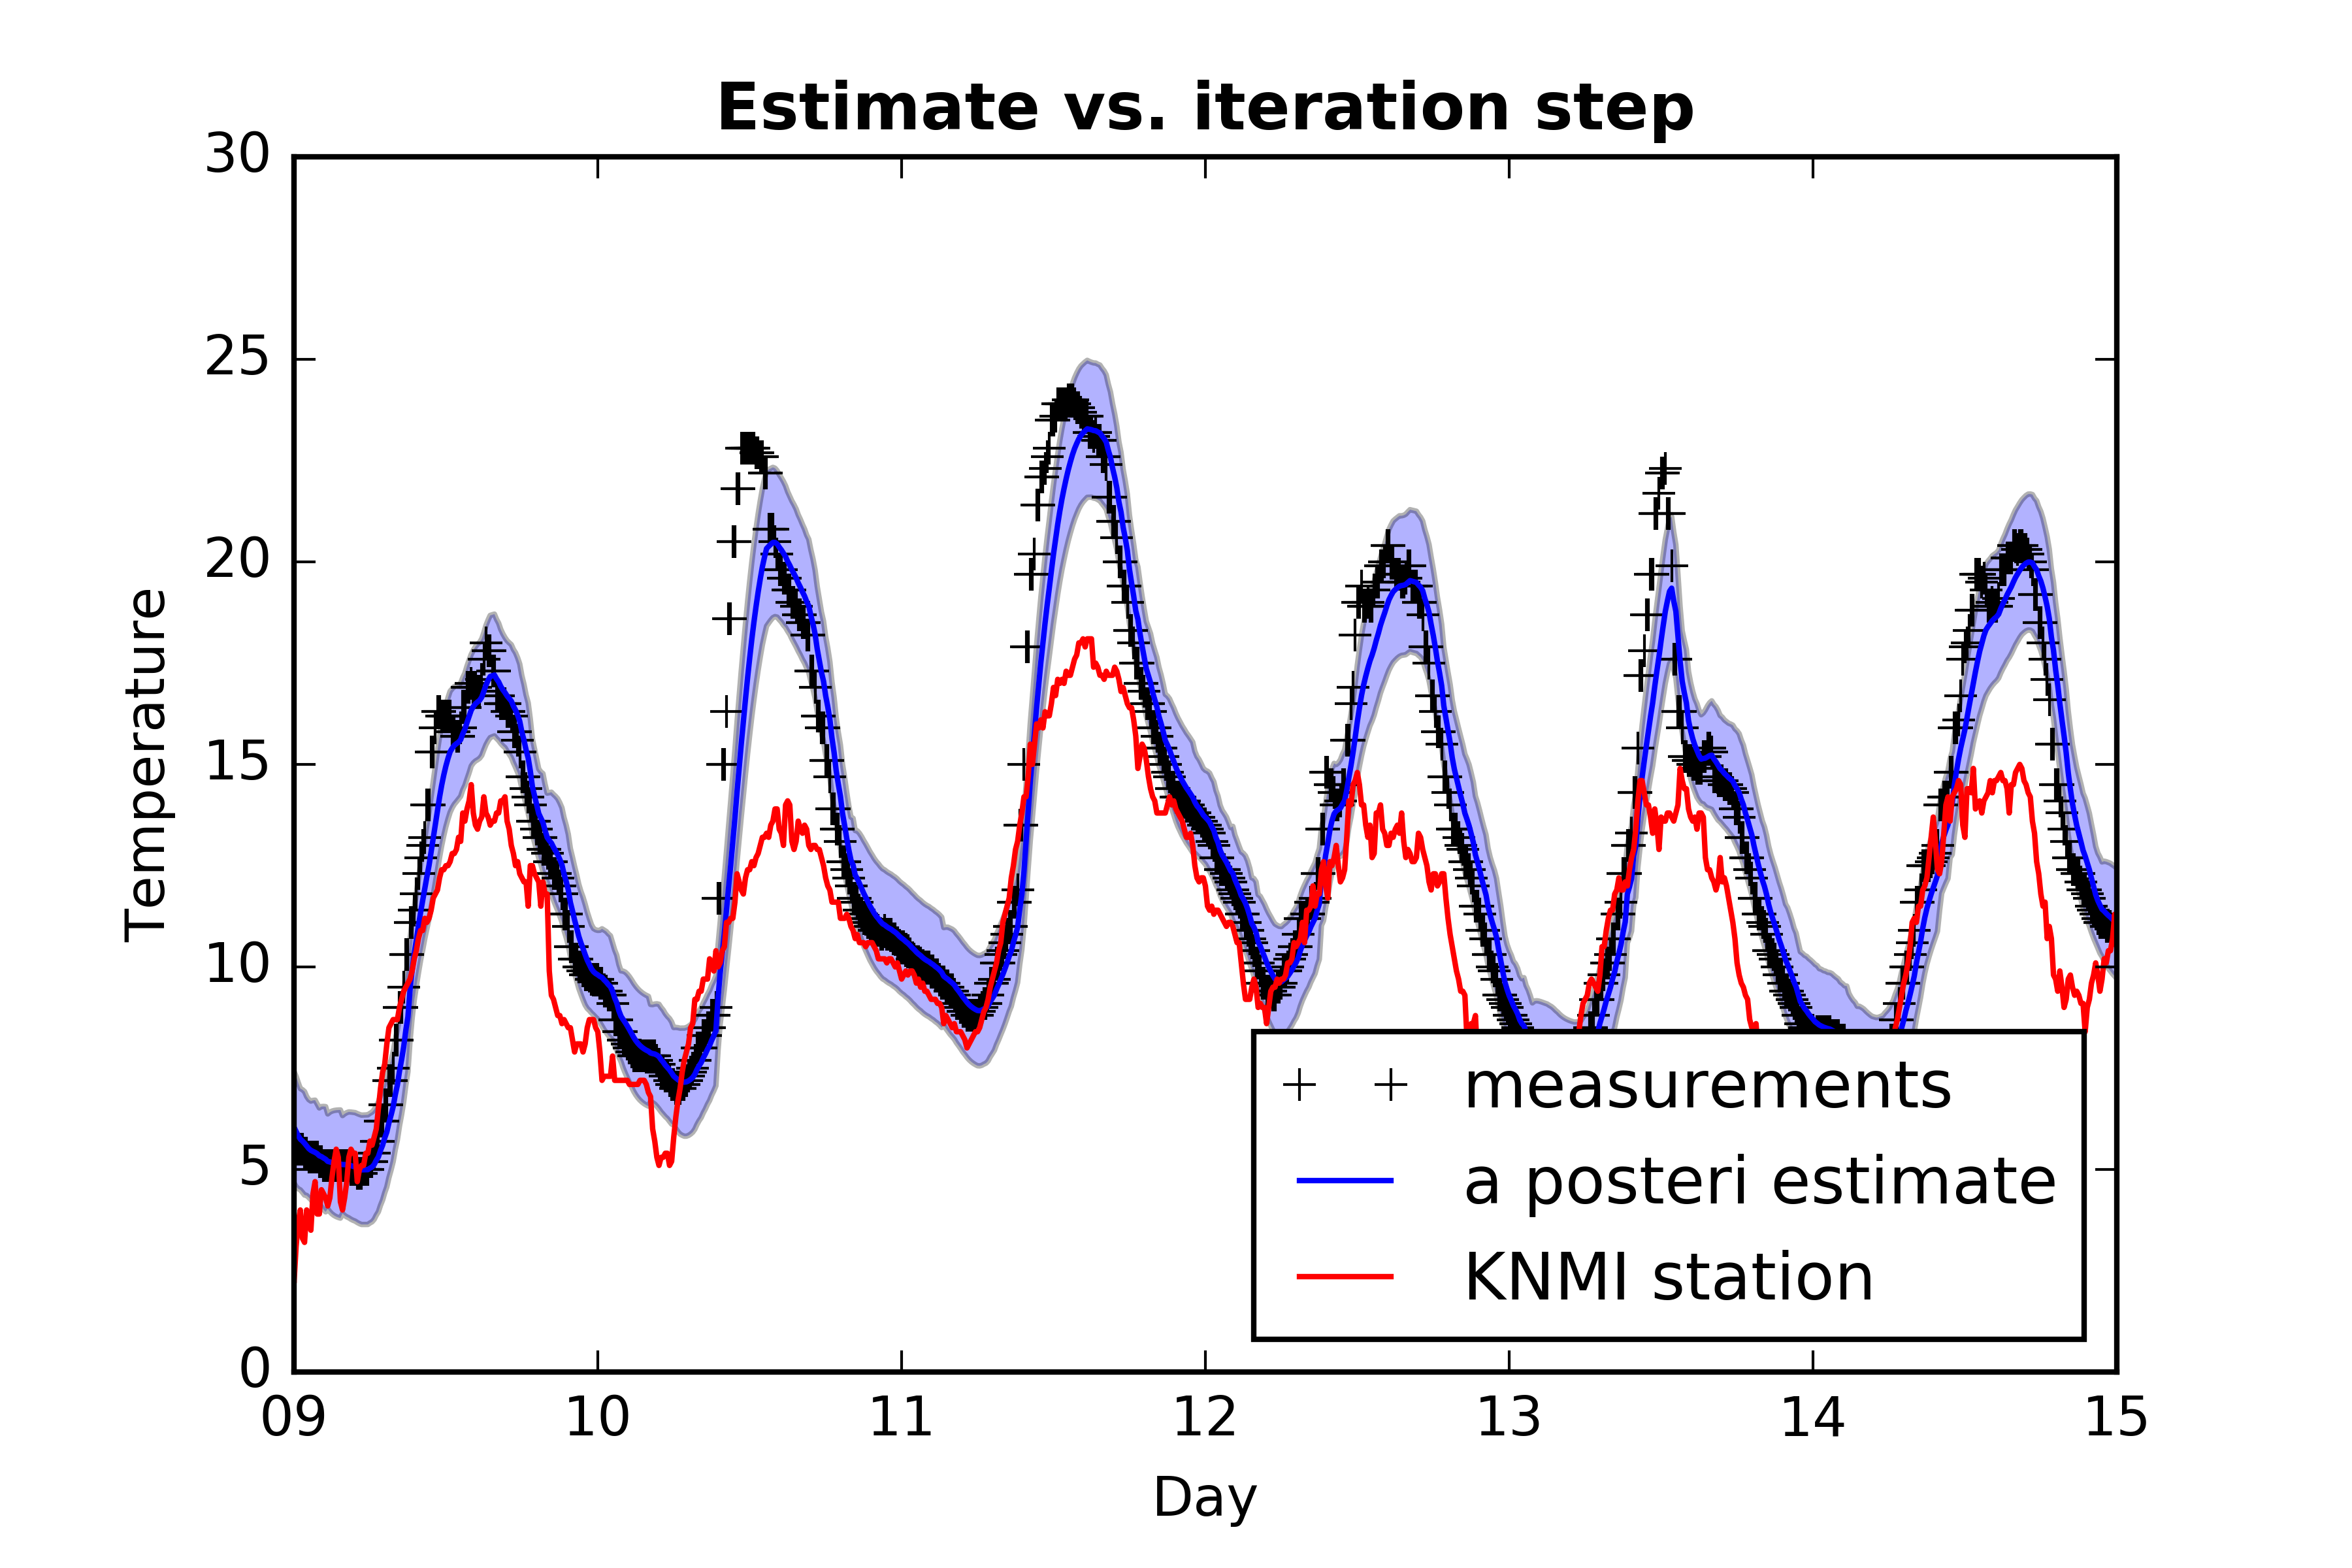 Estimate vs. iteration step
30
25
20
15
10
5
0
Temperature
09 10 11 12 13 14 15
Day
measurements
a posteri estimate
KNMI station